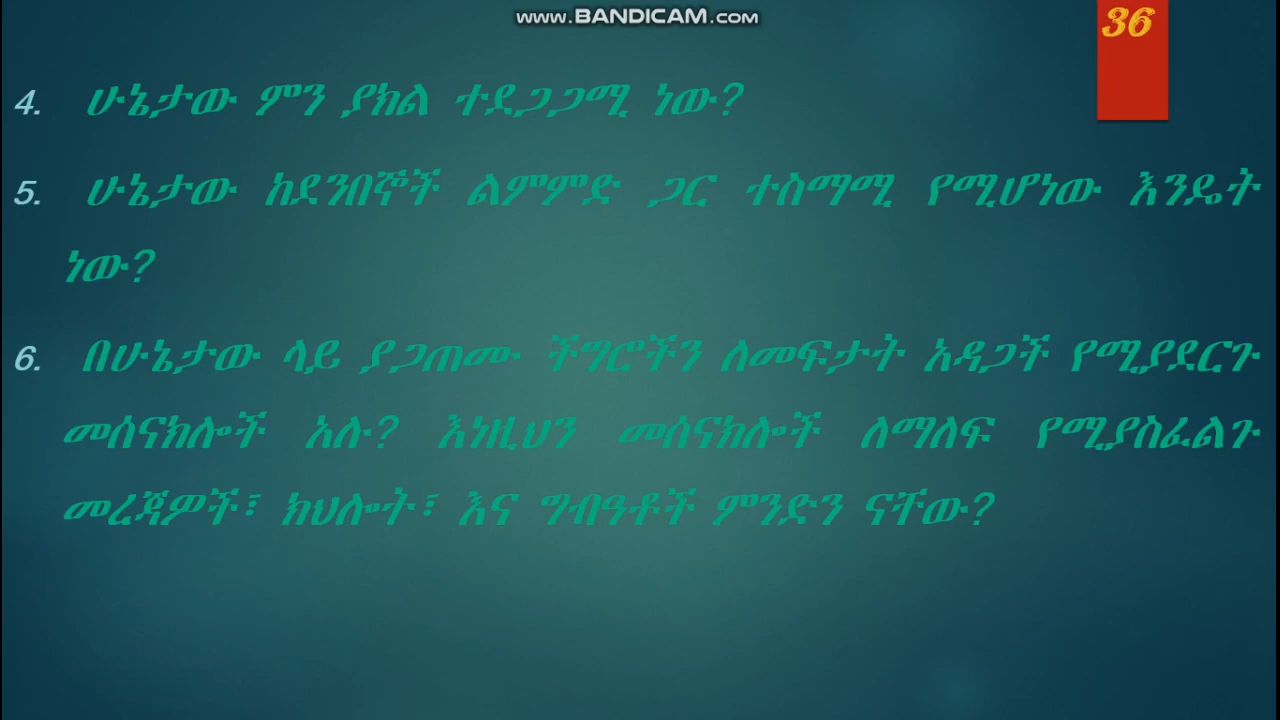 www.BANDICAM.com
36
4. ሁኔታው ምን ያክል ተደጋጋሚ ነው?
5. ሁኔታው ከደንበኞች ልምምድ ጋር ተስማሚ የሚሆነው እንዴት
ነው?
6. በሁኔታው ላይ ያጋጠሙ ችግሮችን ለመፍታት አዳጋች የሚያደርጉ
መሰናክሎች አሉ? እነዚህን መሰናክሎች ለማለፍ የሚያስፈልጉ
መረጃዎች፣ ክህሎት፣ እና ግብዓቶች ምንድን ናቸው?